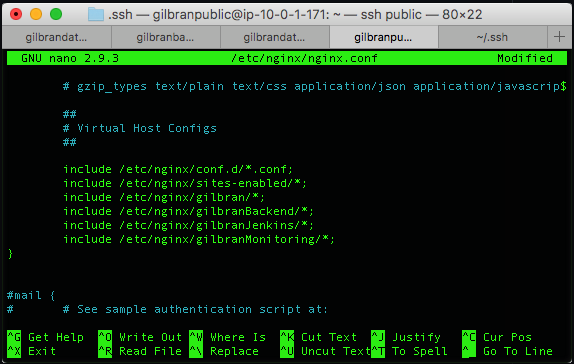 .ssh — gilbranpublic@ip-10-0-1-171: ~ — ssh public — 80×22
gilbrandat... gilbranba... gilbrandat... gilbranpu... ~/.ssh +
GNU nano 2.9.3 /etc/nginx/nginx.conf Modified
# gzip_types text/plain text/css application/json application/javascrip$
##
# Virtual Host Configs
##
include /etc/nginx/conf.d/*.conf;
include /etc/nginx/sites-enabled/*;
include /etc/nginx/gilbran/*;
include /etc/nginx/gilbranBackend/*;
include /etc/nginx/gilbranJenkins/*;
include /etc/nginx/gilbranMonitoring/*;
}
#mail {
# # See sample authentication script at:
^G Get Help ^O Write Out ^W Where Is ^K Cut Text ^J Justify ^C Cur Pos
^X Exit ^R Read File ^\ Replace ^U Uncut Text ^T To Spell ^_ Go To Line